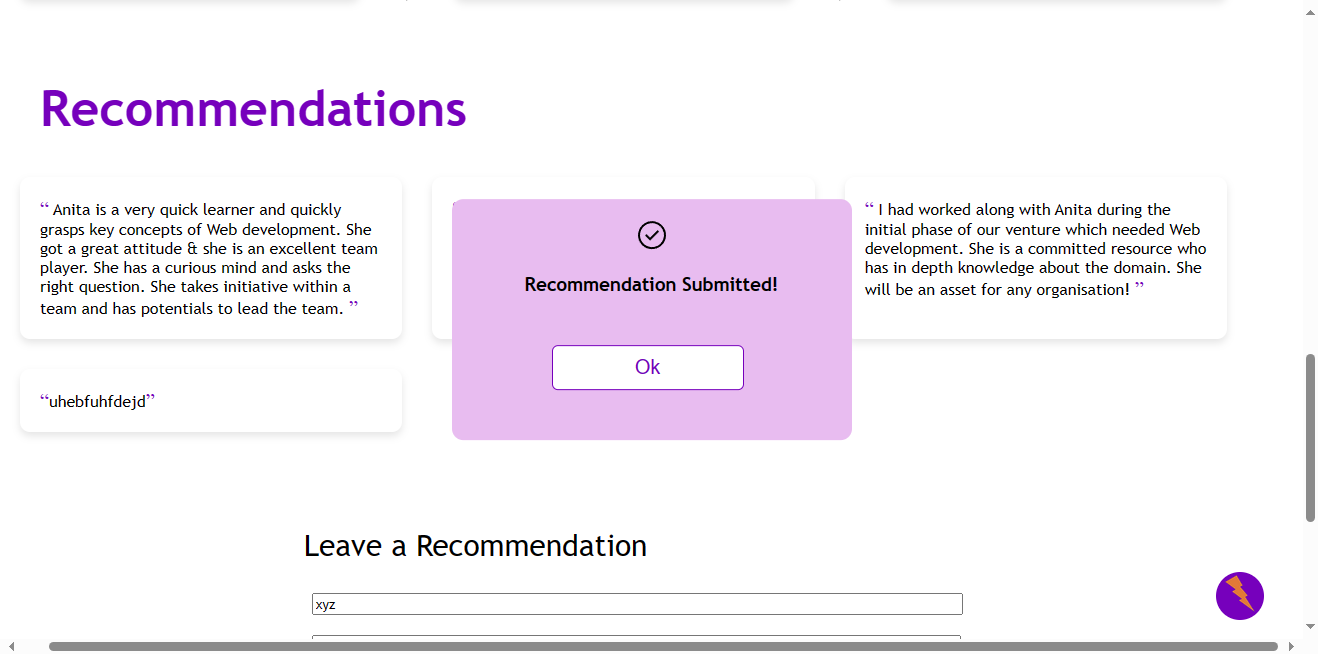 Recommendations
“ Anita is a very quick learner and quickly
grasps key concepts of Web development. She
got a great attitude & she is an excellent team
player. She has a curious mind and asks the
right question. She takes initiative within a
team and has potentials to lead the team. ”
Recommendation Submitted!
Ok
“ I had worked along with Anita during the
initial phase of our venture which needed Web
development. She is a committed resource who
has in depth knowledge about the domain. She
will be an asset for any organisation! ”
“uhebfuhfdejd”
Leave a Recommendation
xyz